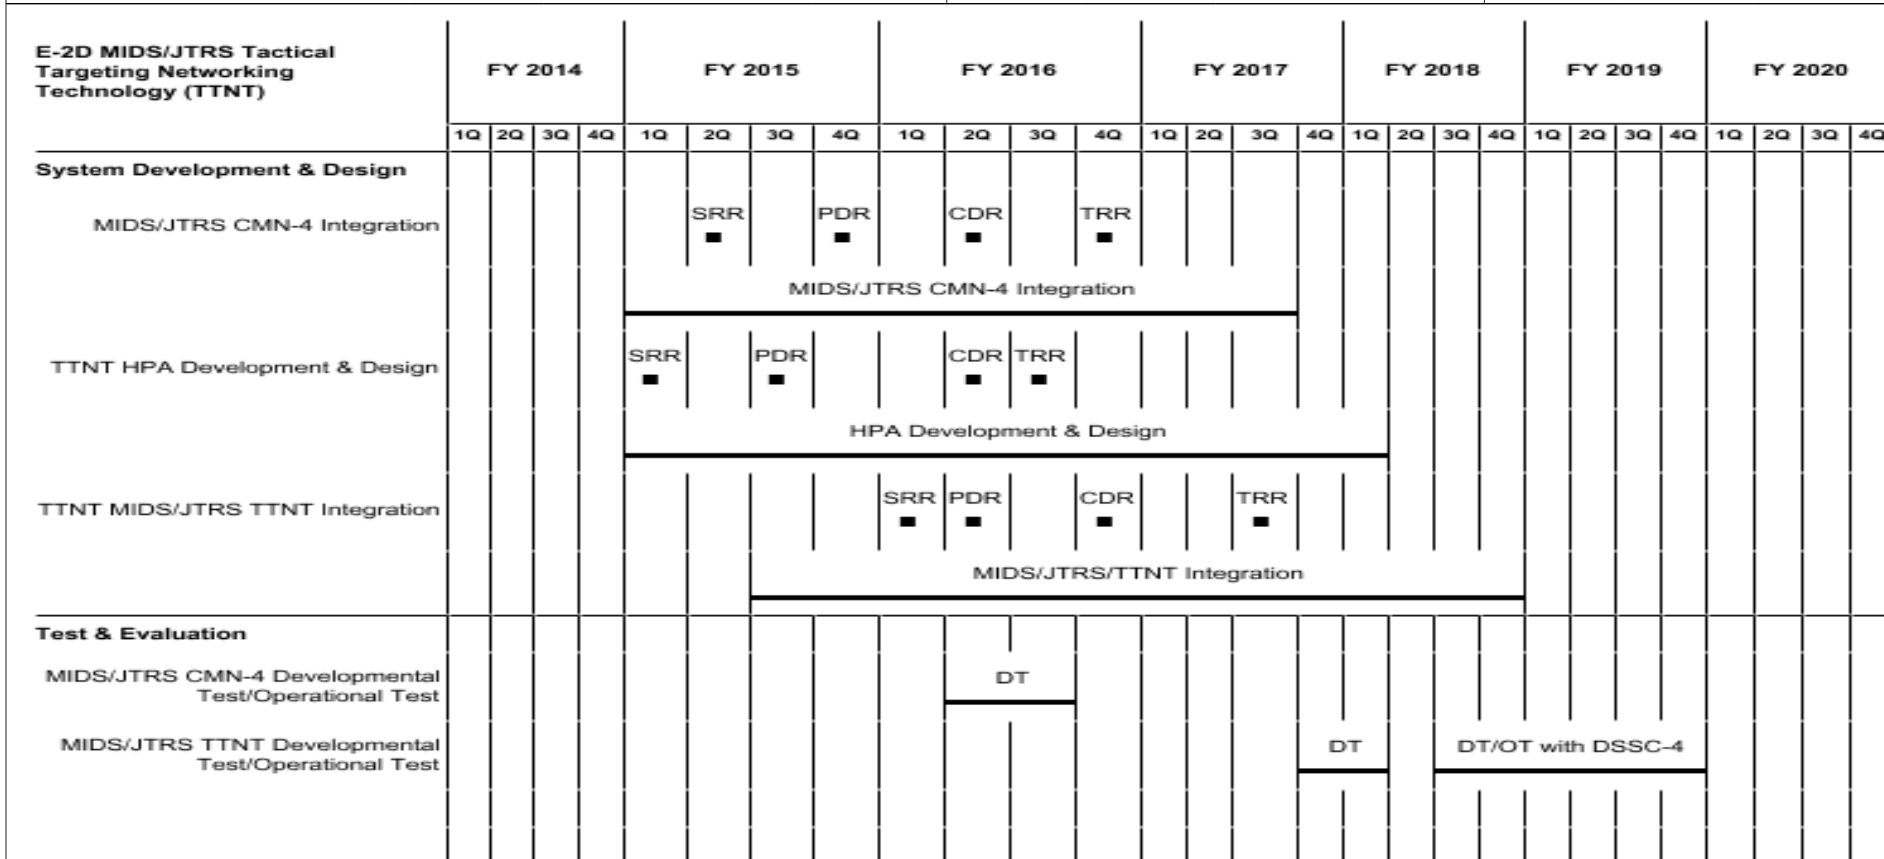 E-2D MIDS/JTRS Tactical
Targeting Networking
Technology (TTNT)
FY 2014 FY 2015 FY 2016 FY 2017 FY 2018 FY 2019 FY 2020
1Q 2Q 3Q 4Q 1Q 2Q 3Q 4Q 1Q 2Q 3Q 4Q 1Q 2Q 3Q 4Q 1Q 2Q 3Q 4Q 1Q 2Q 3Q 4Q 1Q 2Q 3Q 4Q
System Development & Design
MIDS/JTRS CMN-4 Integration SRR PDR CDR TRR
MIDS/JTRS CMN-4 Integration
TTNT HPA Development & Design SRR PDR CDR TRR
HPA Development & Design
TTNT MIDS/JTRS TTNT Integration SRR PDR CDR TRR
MIDS/JTRS/TTNT Integration
Test & Evaluation
MIDS/JTRS CMN-4 Developmental
Test/Operational Test
DT
MIDS/JTRS TTNT Developmental
Test/Operational Test
DT DT/OT with DSSC-4